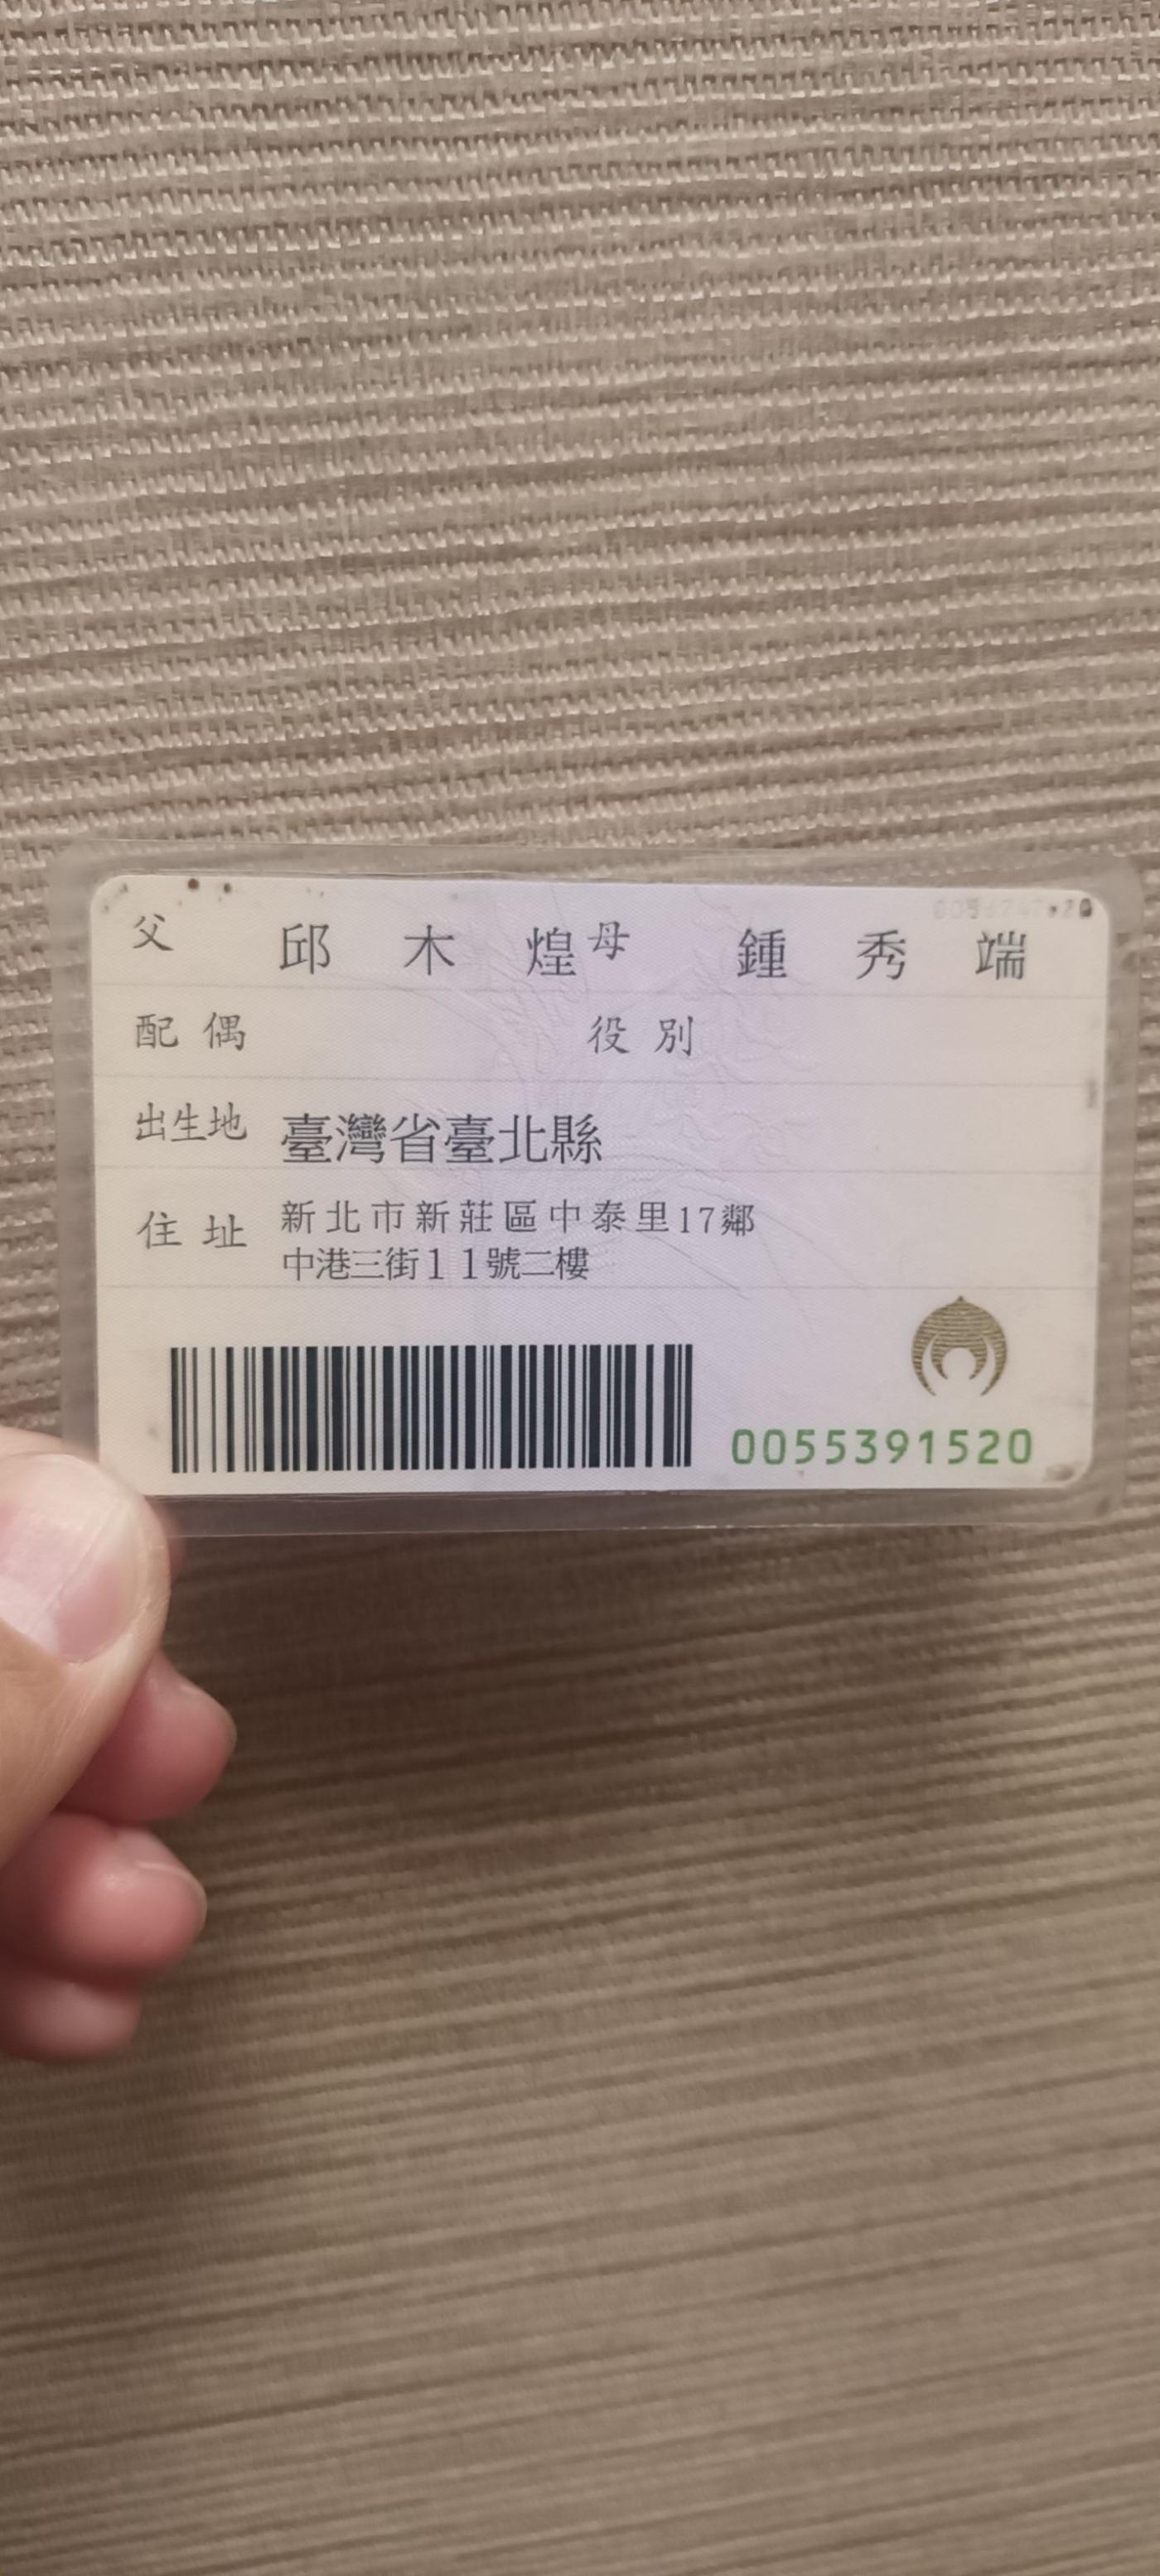 父 邱木煌 母 鍾秀端
配偶 役別
出生地 臺灣省臺北縣
住址 新北市新莊區中泰里17鄰
中港三街11號二樓
0055391520